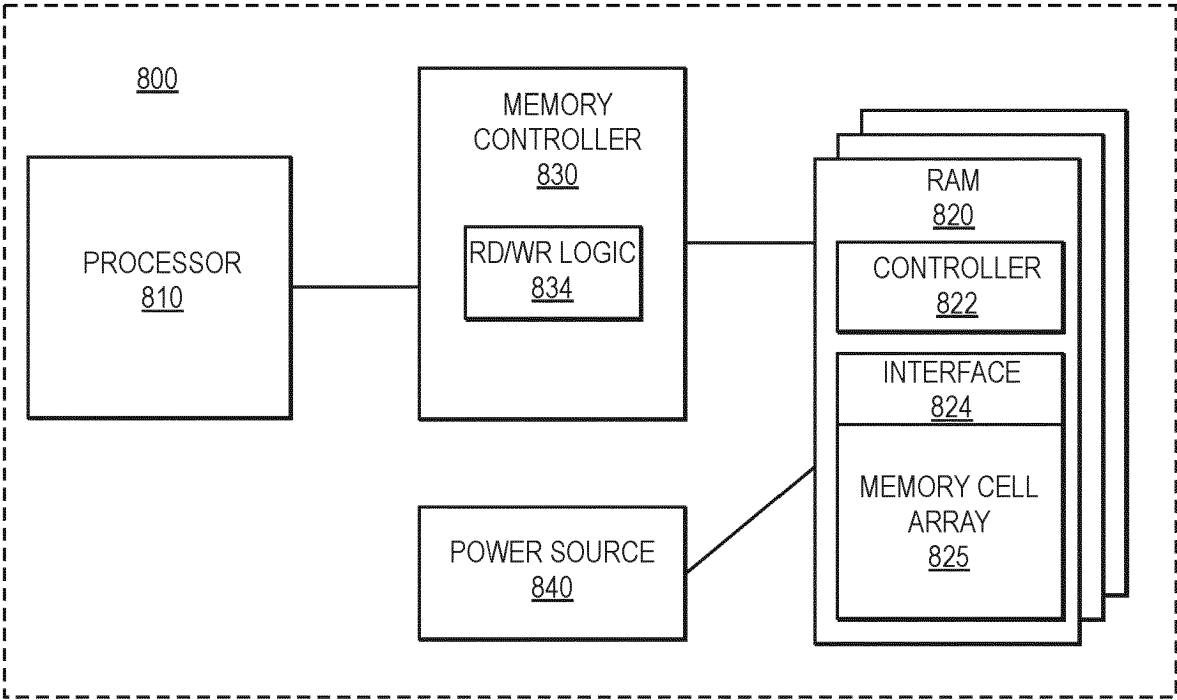 800
PROCESSOR
810
MEMORY
CONTROLLER
830
RD/WR LOGIC
834
POWER SOURCE
840
RAM
820
CONTROLLER
822
INTERFACE
824
MEMORY CELL
ARRAY
825